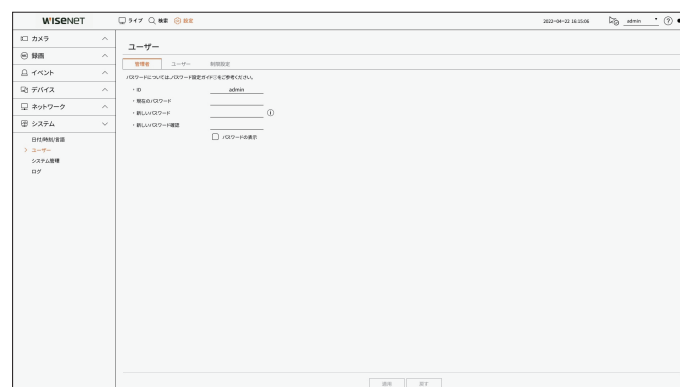 WISENET
ライブ 検索 設定
2022-04-22 16:15:06 admin
カメラ
録画
イベント
デバイス
ネットワーク
システム
日付/時刻/言語
ユーザー
システム管理
ログ
ユーザー
管理者 ユーザー 制限設定
パスワードについては、パスワード設定ガイドⓘをご参考ください。
・ID admin
・現在のパスワード
・新しいパスワード
・新しいパスワード確認
パスワードの表示
適用 戻す